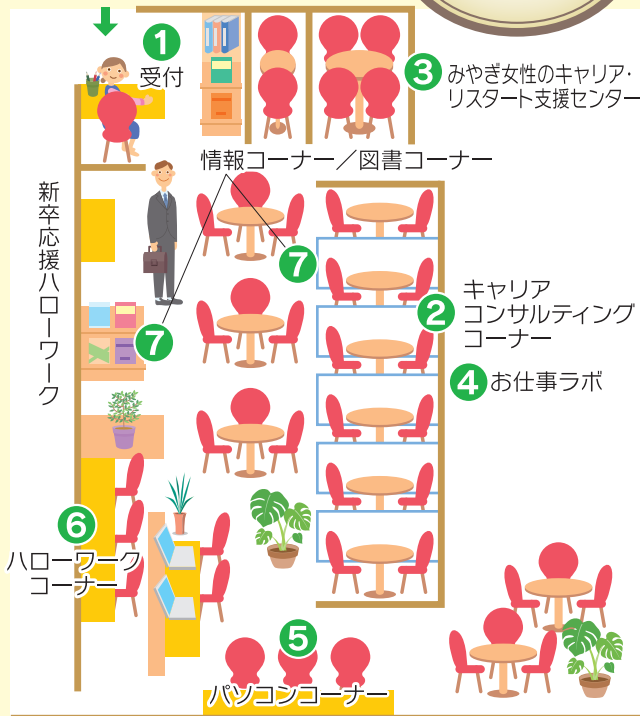 1
受付
3
みやぎ女性のキャリア・
リスタート支援センター
情報コーナー／図書コーナー
7
7
新卒応援ハローワーク
2
キャリア
コンサルティング
コーナー
4
お仕事ラボ
6
ハローワーク
コーナー
5
パソコンコーナー